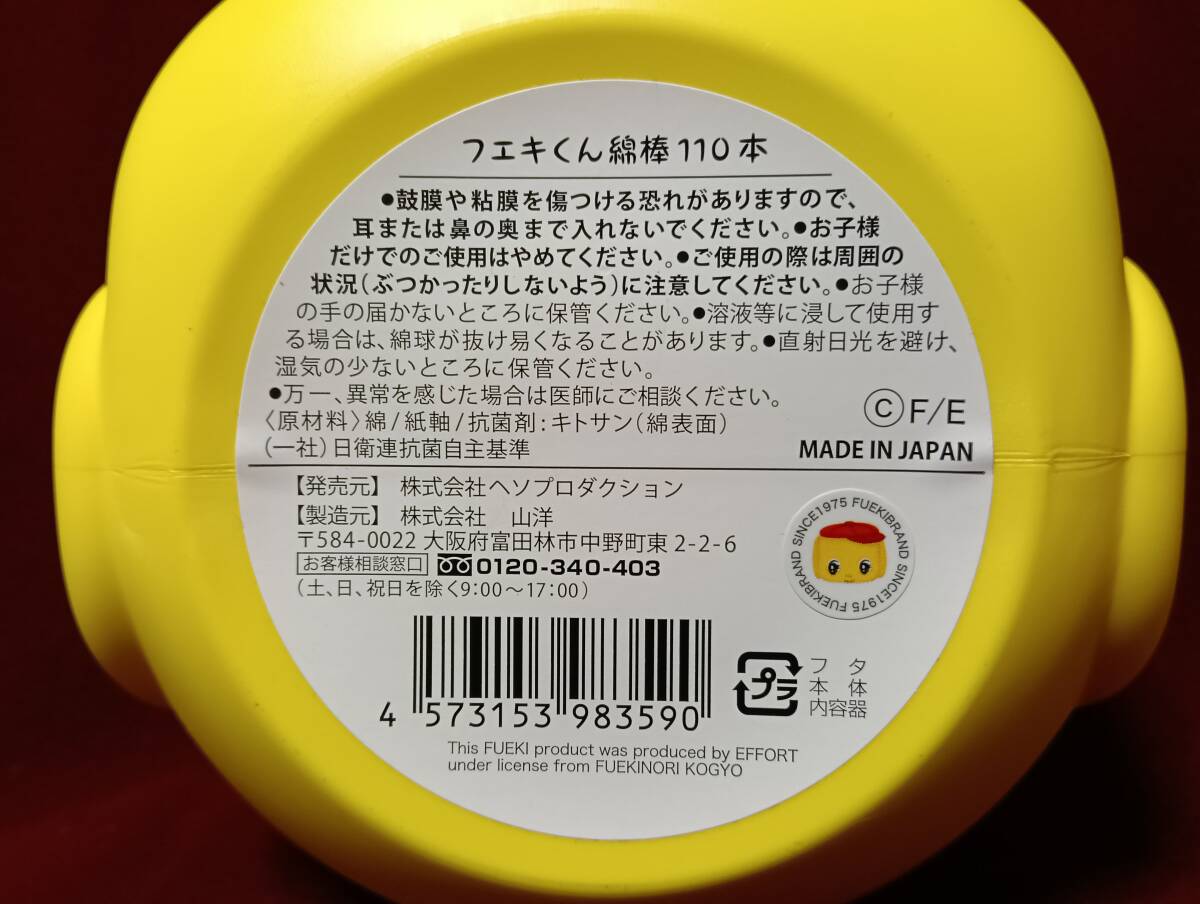 フエキくん綿棒110本
●鼓膜や粘膜を傷つける恐れがありますので、
耳または鼻の奥まで入れないでください。●お子様
だけでのご使用はやめてください。●ご使用の際は周囲の
状況(ぶつかったりしないよう)に注意してください。●お子様
の手の届かないところに保管ください。●溶液等に浸して使用す
る場合は、綿球が抜け易くなることがあります。●直射日光を避け、
湿気の少ないところに保管ください。
●万一、異常を感じた場合は医師にご相談ください。
〈原材料〉綿/紙軸/抗菌剤:キトサン(綿表面)
(一社)日衛連抗菌自主基準
©F/E
MADE IN JAPAN
【発売元】 株式会社ヘソプロダクション
【製造元】 株式会社 山洋
〒584-0022 大阪府富田林市中野町東2-2-6
お客様相談窓口 0120-340-403
(土、日、祝日を除く9:00～17:00)
SINCE1975 FUEKIBRAND SINCE1975 FUEKIBRAND
4 573153 983590
プラ
フタ
本体
内容器
This FUEKI product was produced by EFFORT
under license from FUEKINORI KOGYO